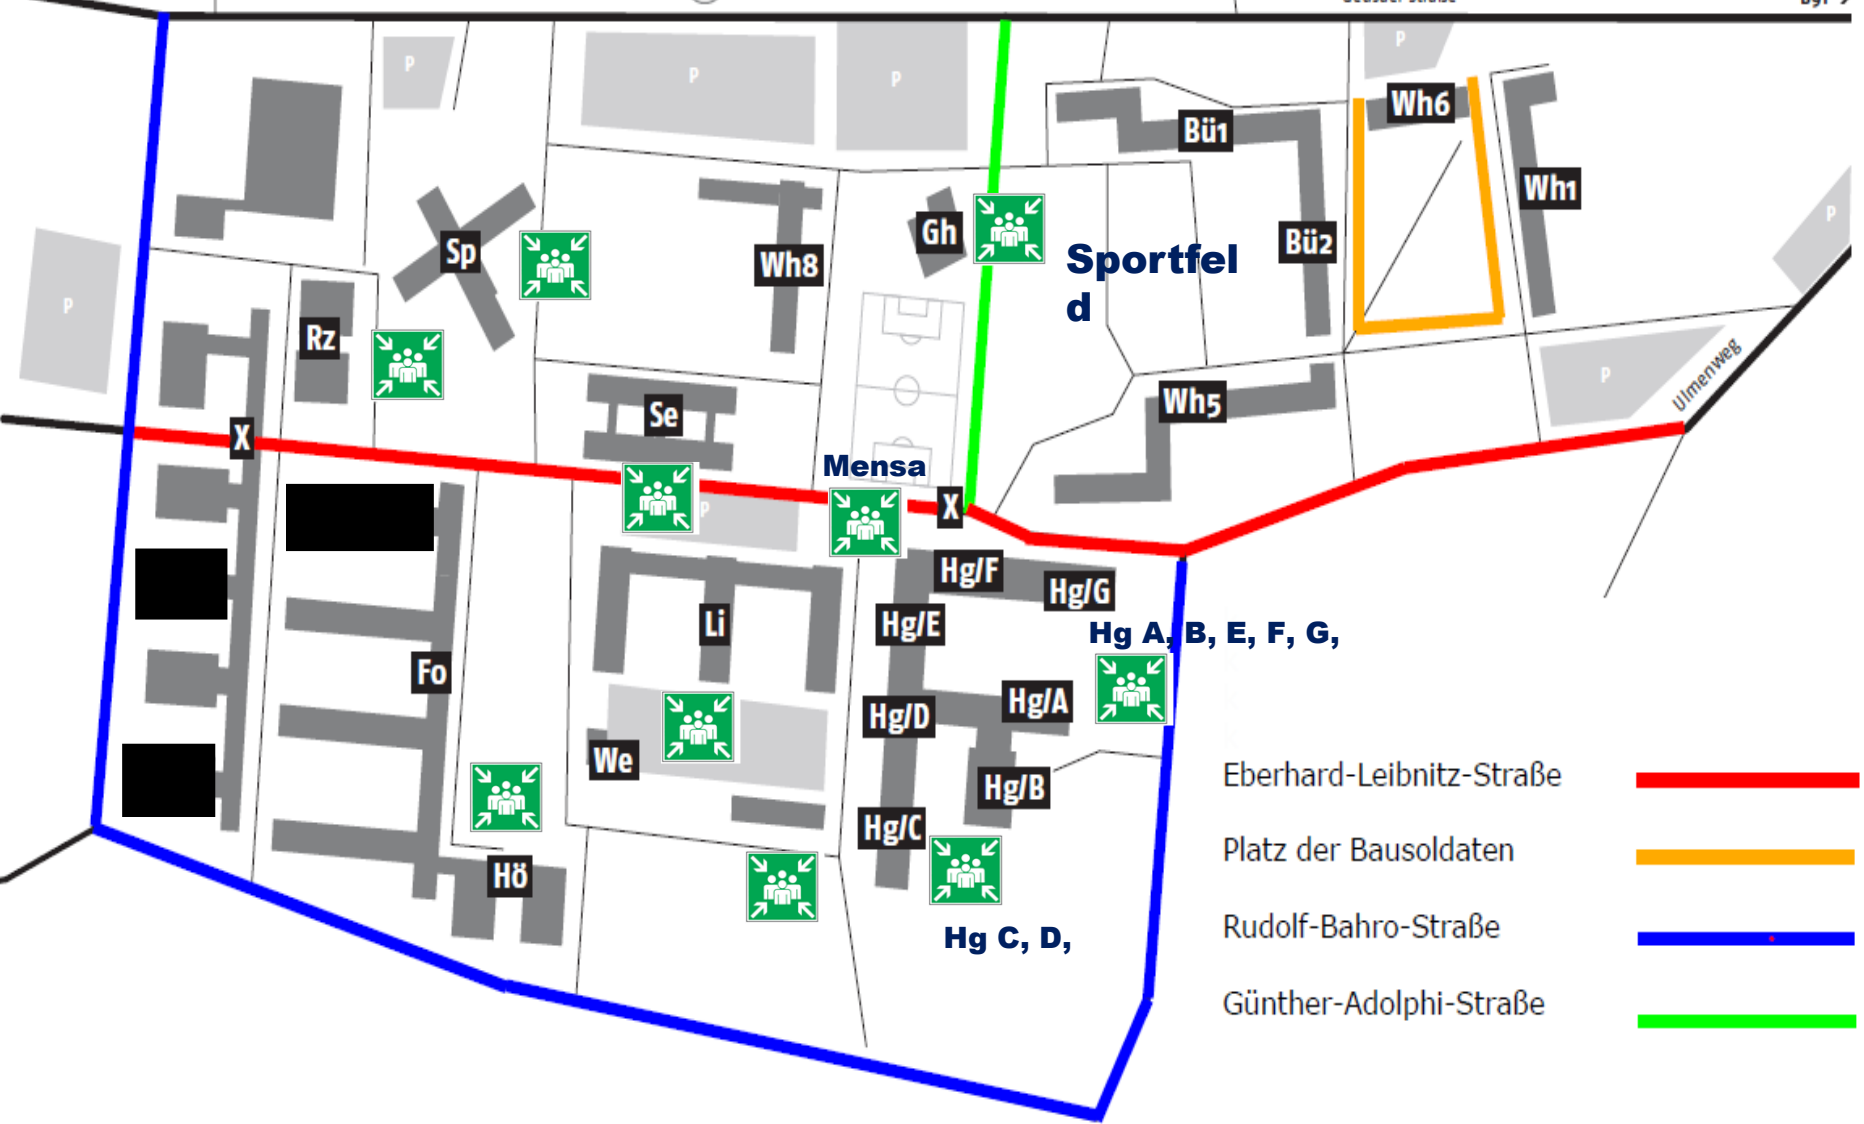 P
P
P
P
Wh6
Bü1
Wh1
P
Sp
Gh
Bü2
Wh8
Sportfel
d
P
Rz
Ulmenweg
P
Wh5
Se
X
Mensa
X
P
Hg/F
Hg/G
Li
Hg/E
Hg A, B, E, F, G,
Fo
Hg/A
Hg/D
We
Hg/B
Eberhard-Leibnitz-Straße
Hg/C
Platz der Bausoldaten
Hö
Hg C, D,
Rudolf-Bahro-Straße
Günther-Adolphi-Straße